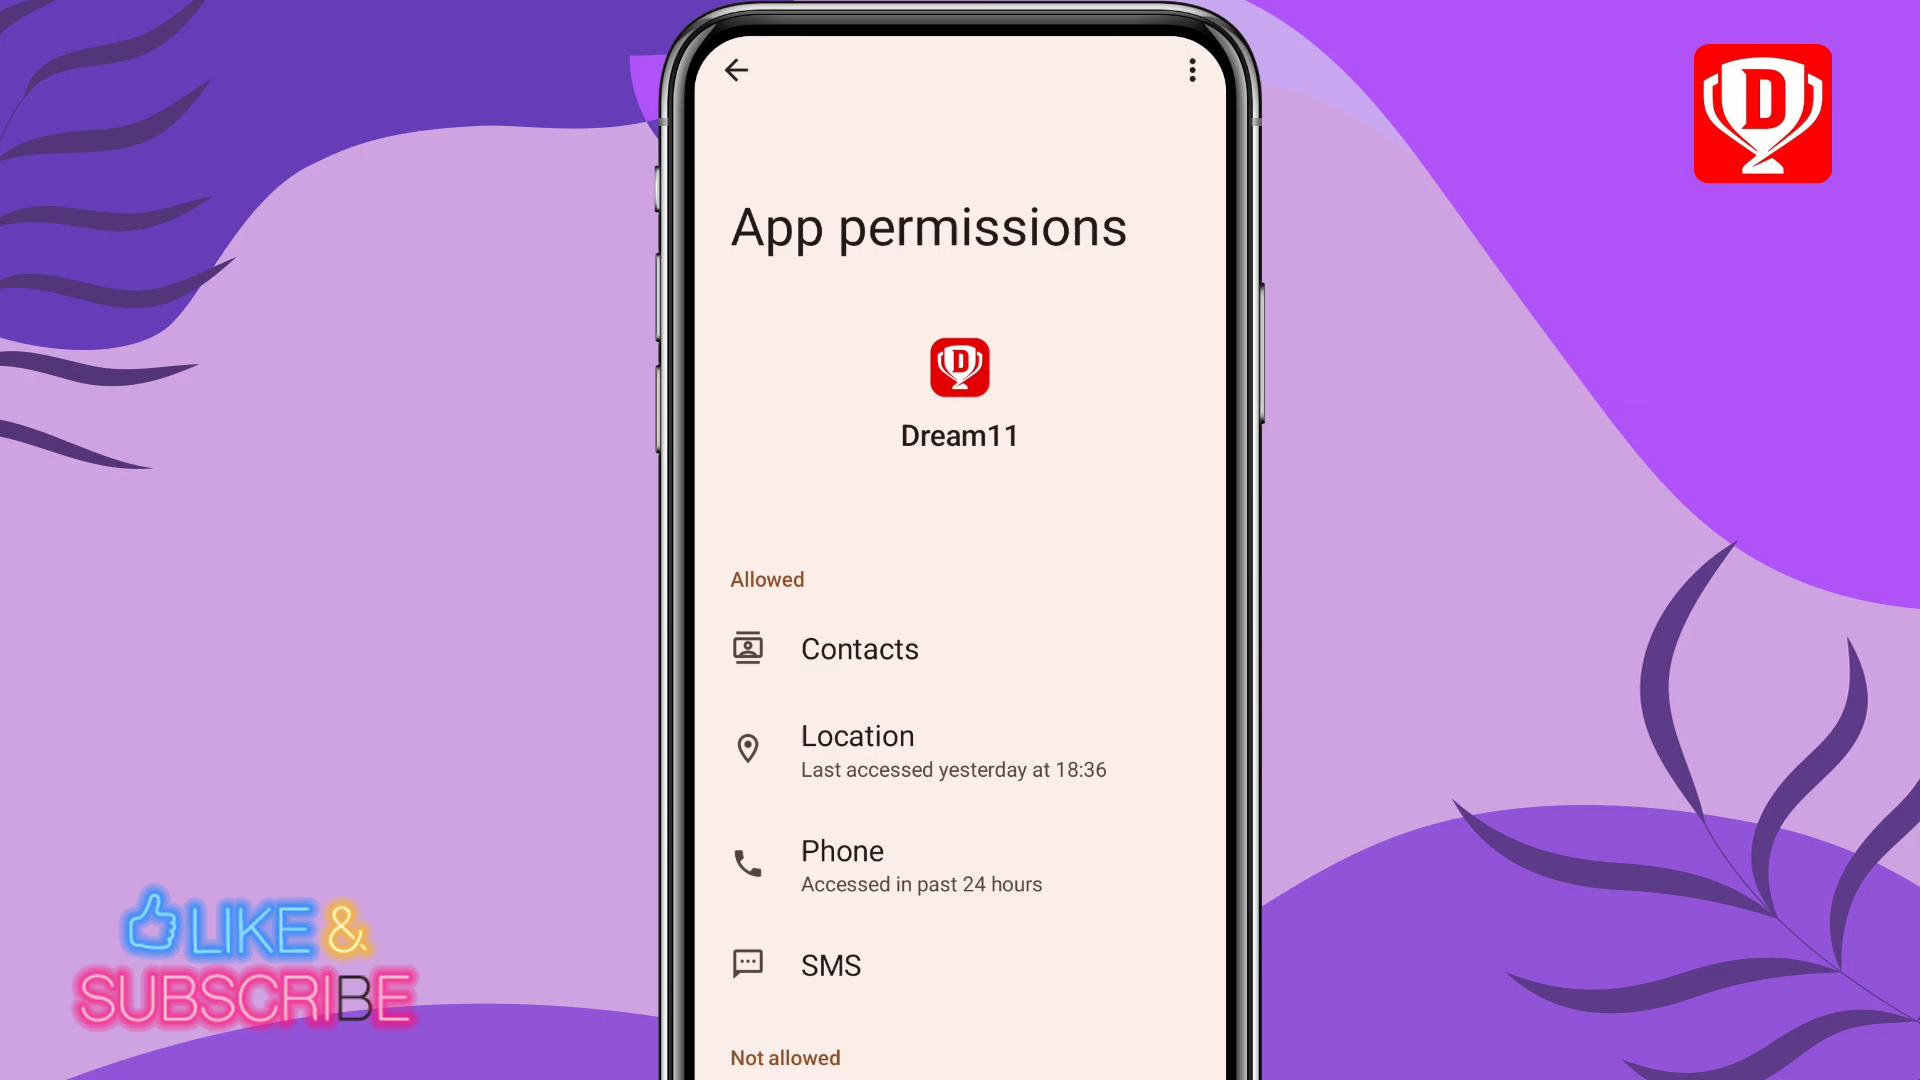 App permissions
D
D
Dream11
Allowed
Contacts
Location
Last accessed yesterday at 18:36
Phone
Accessed in past 24 hours
SMS
Not allowed
LIKE &
SUBSCRIBE